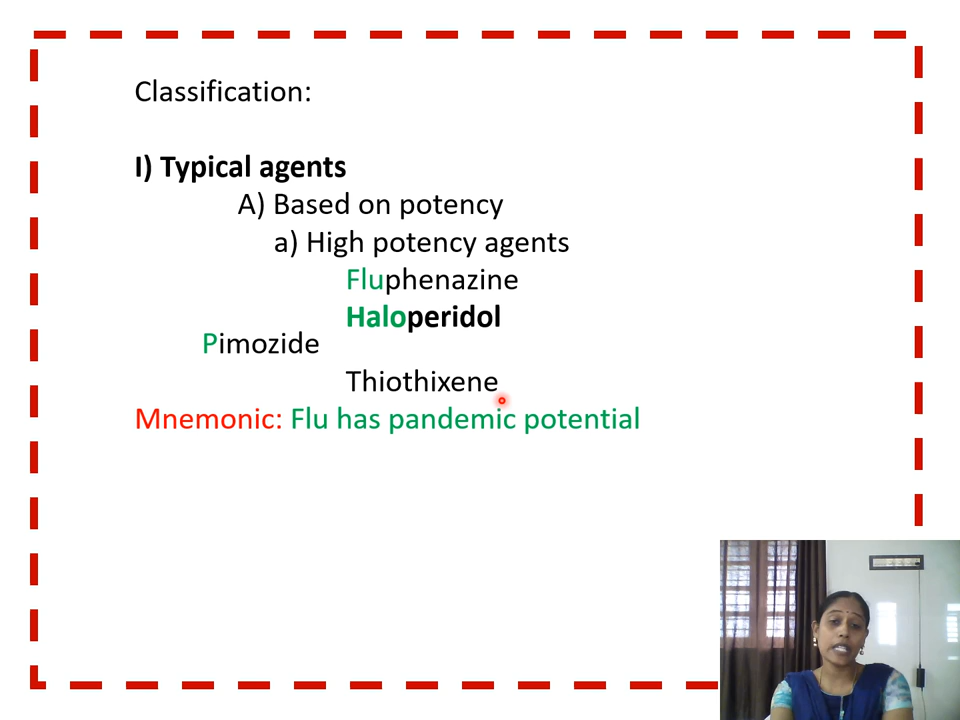 Classification:
I) Typical agents
A) Based on potency
a) High potency agents
Fluphenazine
Haloperidol
Pimozide
Thiothixene
Mnemonic: Flu has pandemic potential